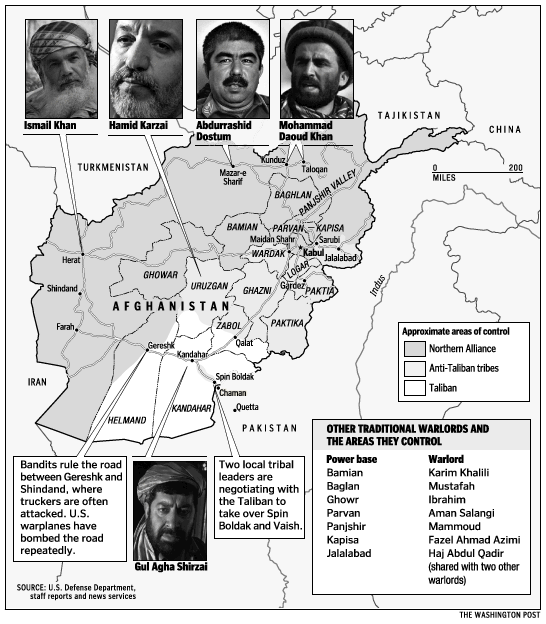 Ismail Khan
Hamid Karzai
Abdurrashid
Dostum
Mohammad
Daoud Khan
TAJIKISTAN
CHINA
TURKMENISTAN
0 200
MILES
Kunduz
Taloqan
Mazar-e
Sharif
PANJSHIR VALLEY
BAGHLAN
BAMIAN
PARVAN
KAPISA
Maidan Shahr
Sarubi
Kabul
Jalalabad
WARDAK
LOGAR
Herat
GHOWAR
URUZGAN
GHAZNI
Gardez
PAKTIA
Shindand
Indus
AFGHANISTAN
PAKTIKA
ZABOL
Farah
Qalat
Gereshk
Kandahar
IRAN
Spin Boldak
Chaman
Quetta
KANDAHAR
HELMAND
PAKISTAN
Approximate areas of control
Northern Alliance
Anti-Taliban tribes
Taliban
OTHER TRADITIONAL WARLORDS AND
THE AREAS THEY CONTROL
Power base Warlord
Bamian Karim Khalili
Baglan Mustafah
Ghowr Ibrahim
Parvan Aman Salangi
Panjshir Mammoud
Kapisa Fazel Ahmad Azimi
Jalalabad Haj Abdul Qadir
(shared with two other
warlords)
Bandits rule the road
between Gereshk and
Shindand, where
truckers are often
attacked. U.S.
warplanes have
bombed the road
repeatedly.
Gul Agha Shirzai
Two local tribal
leaders are
negotiating with
the Taliban to
take over Spin
Boldak and Vaish.
SOURCE: U.S. Defense Department,
staff reports and news services
THE WASHINGTON POST